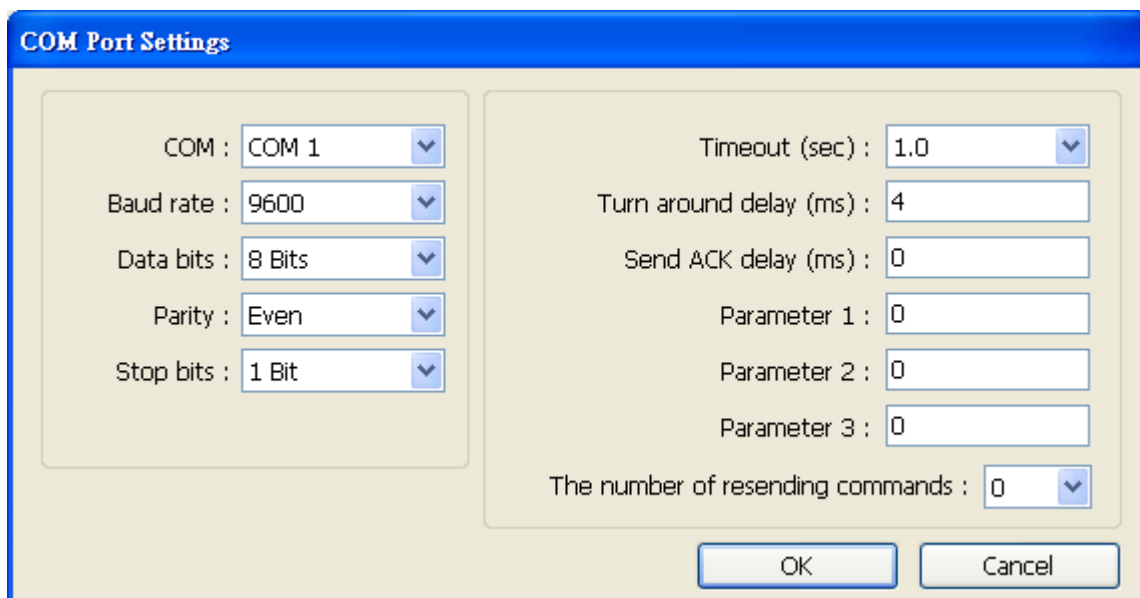 COM Port Settings
COM : COM 1
Baud rate : 9600
Data bits : 8 Bits
Parity : Even
Stop bits : 1 Bit
Timeout (sec) : 1.0
Turn around delay (ms) : 4
Send ACK delay (ms) : 0
Parameter 1 : 0
Parameter 2 : 0
Parameter 3 : 0
The number of resending commands : 0
OK Cancel